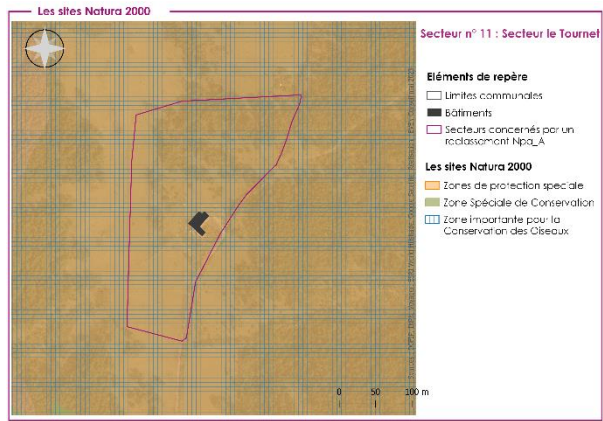 Les sites Natura 2000
Secteur n° 11 : Secteur le Tournet
Eléments de repère
Limites communales
Bâtiments
Secteurs concernés par un
reclassement Npa_A
Les sites Natura 2000
Zones de protection speciale
Zone Spéciale de Conservation
Zone importante pour la
Conservation des Oiseaux
0 50 100 m